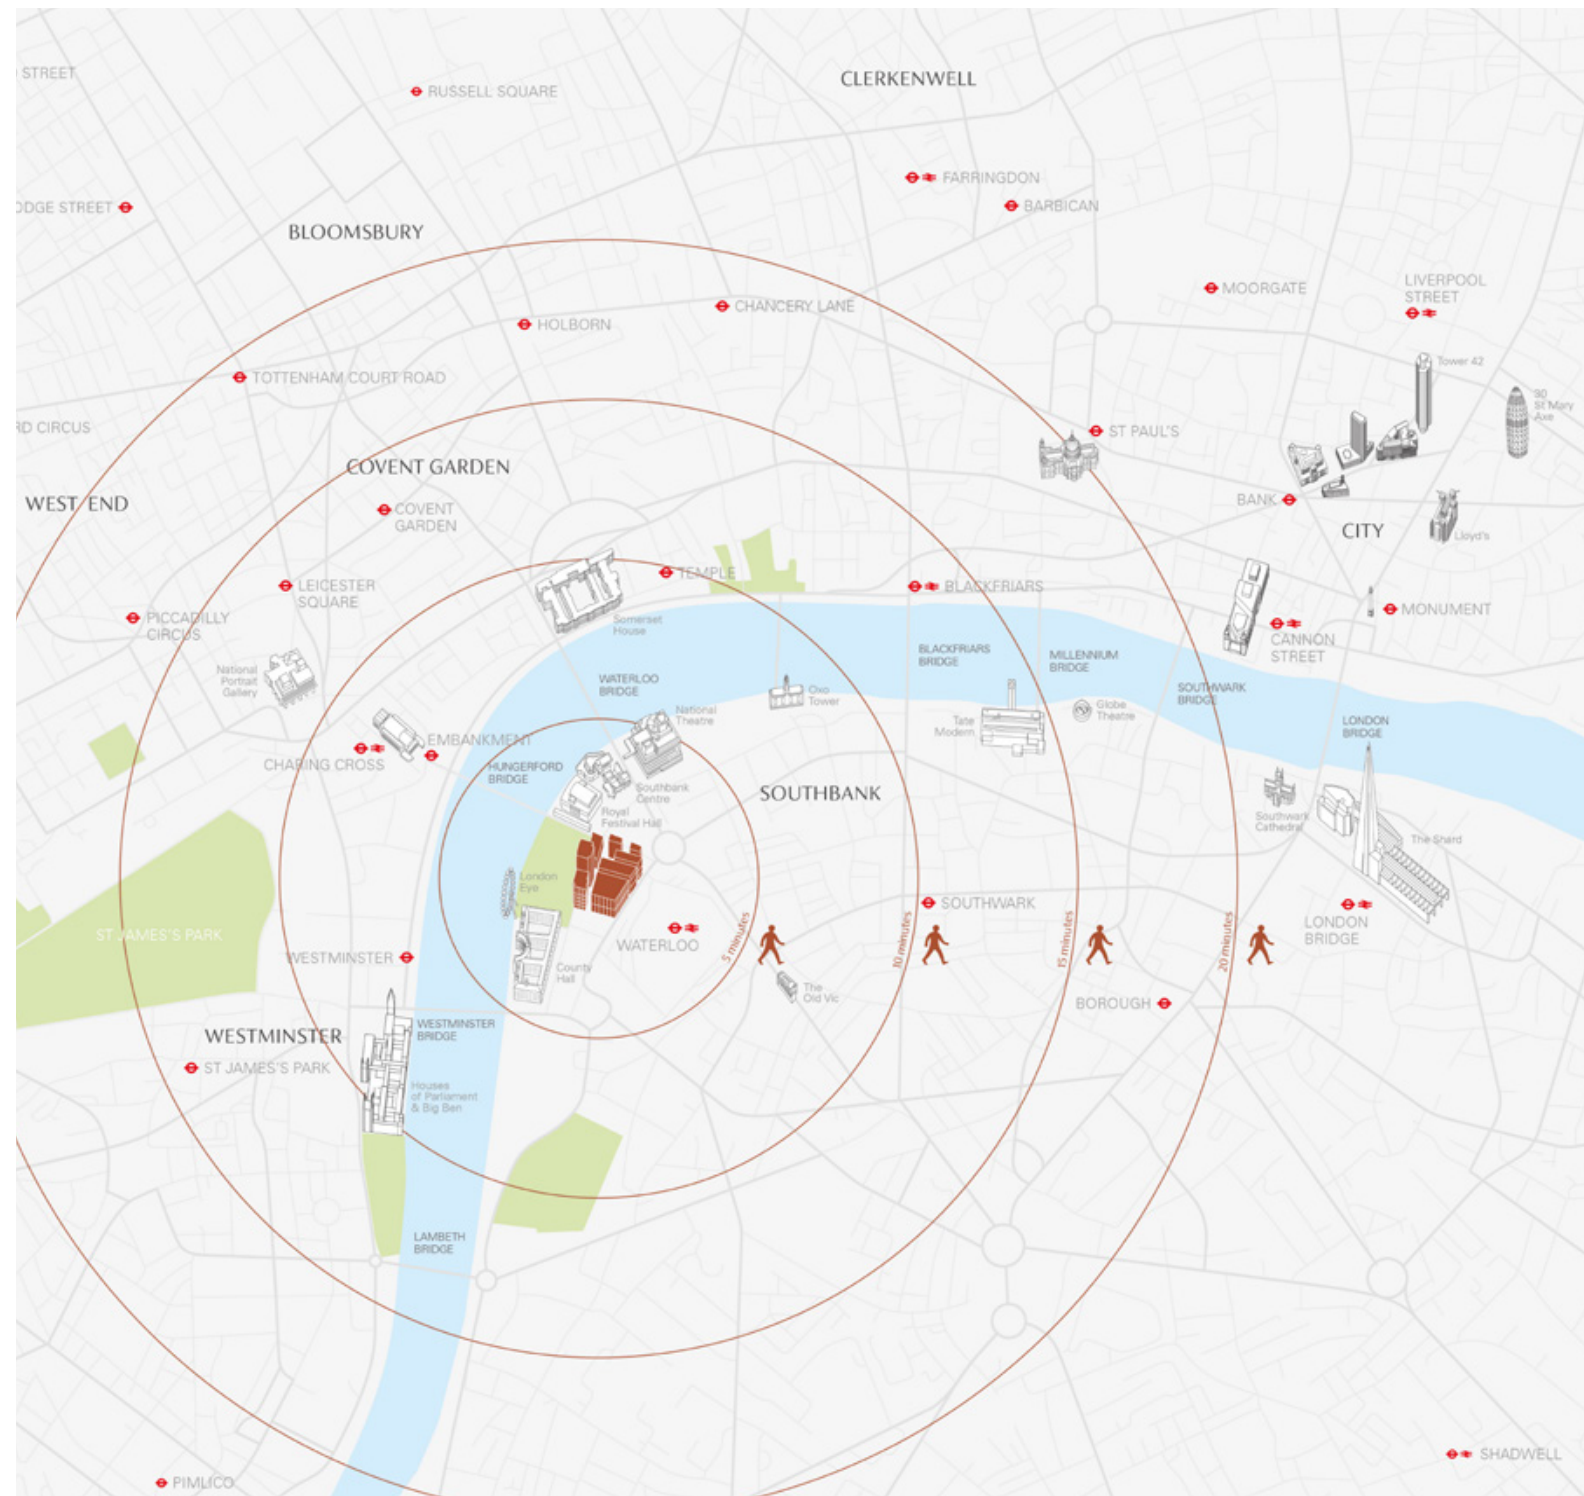 STREET
RUSSELL SQUARE
CLERKENWELL
FARRINGDON
BARBICAN
ODGE STREET
BLOOMSBURY
MOORGATE
LIVERPOOL
STREET
CHANCERY LANE
HOLBORN
Tower 42
TOTTENHAM COURT ROAD
30
St Mary
Axe
RD CIRCUS
ST PAUL'S
COVENT GARDEN
WEST END
BANK
COVENT
GARDEN
CITY
Lloyd's
TEMPLE
LEICESTER
SQUARE
BLACKFRIARS
PICCADILLY
CIRCUS
Somerset
House
MONUMENT
CANNON
STREET
BLACKFRIARS
BRIDGE
MILLENNIUM
BRIDGE
National
Portrait
Gallery
WATERLOO
BRIDGE
SOUTHWARK
BRIDGE
Oxo
Tower
National
Theatre
Globe
Theatre
Tate
Modern
LONDON
BRIDGE
EMBANKMENT
CHARING CROSS
HUNGERFORD
BRIDGE
Southbank
Centre
SOUTHBANK
Royal
Festival Hall
Southwark
Cathedral
The Shard
London
Eye
SOUTHWARK
LONDON
BRIDGE
ST JAMES'S PARK
WATERLOO
5 minutes
10 minutes
15 minutes
20 minutes
WESTMINSTER
County
Hall
The
Old Vic
BOROUGH
WESTMINSTER
WESTMINSTER
BRIDGE
ST JAMES'S PARK
Houses
of Parliament
& Big Ben
LAMBETH
BRIDGE
SHADWELL
PIMLICO